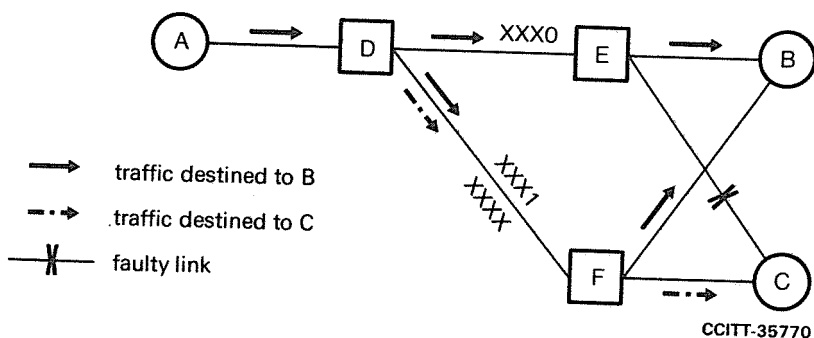 A
D
XXX0
E
B
XXX1
XXXX
traffic destined to B
.traffic destined to C
faulty link
F
C
CCITT-35770